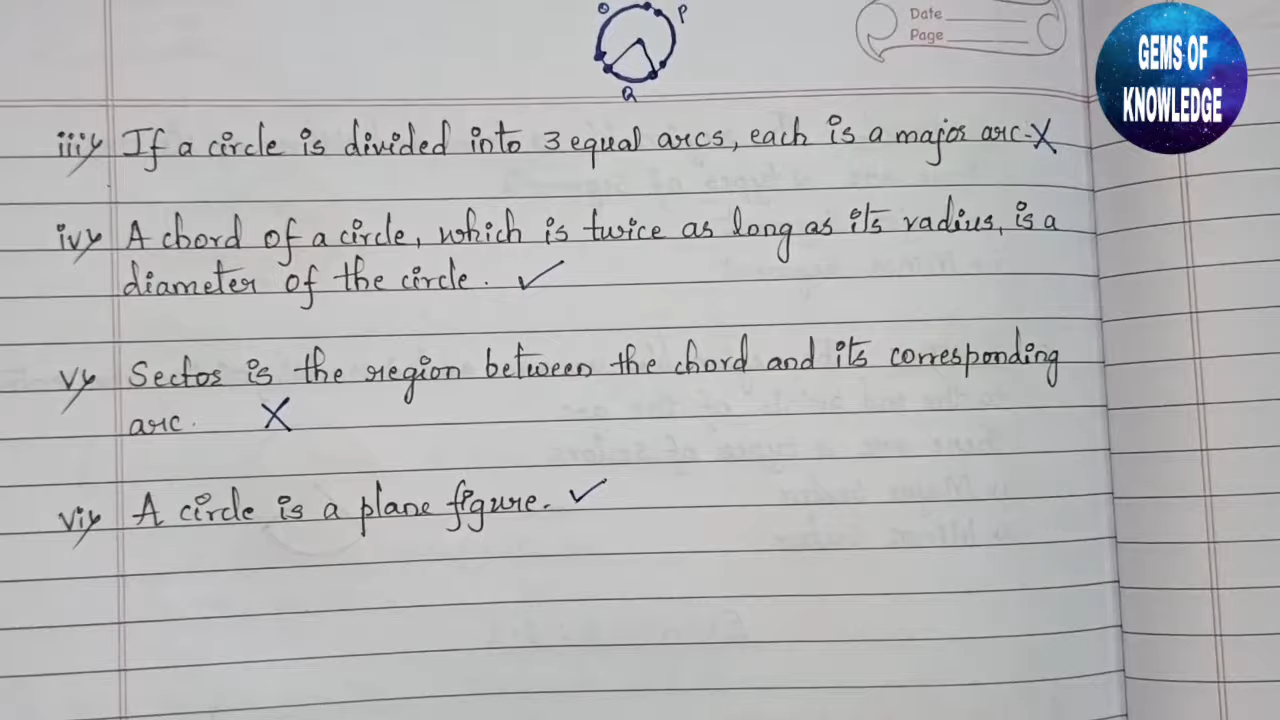 Date
Page
GEMS OF
KNOWLEDGE
P
Q
iii) If a circle is divided into 3 equal arcs, each is a major arc. X
iv) A chord of a circle, which is twice as long as its radius, is a
diameter of the circle. ✓
v) Sector is the region between the chord and its corresponding
arc. X
vi) A circle is a plane figure. ✓